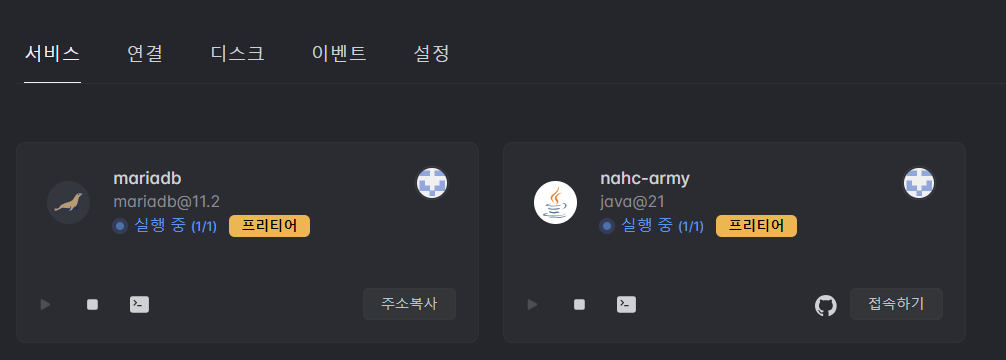 서비스 연결 디스크 이벤트 설정
mariadb
mariadb@11.2
실행 중 (1/1) 프리티어
주소복사
nahc-army
java@21
실행 중 (1/1) 프리티어
접속하기